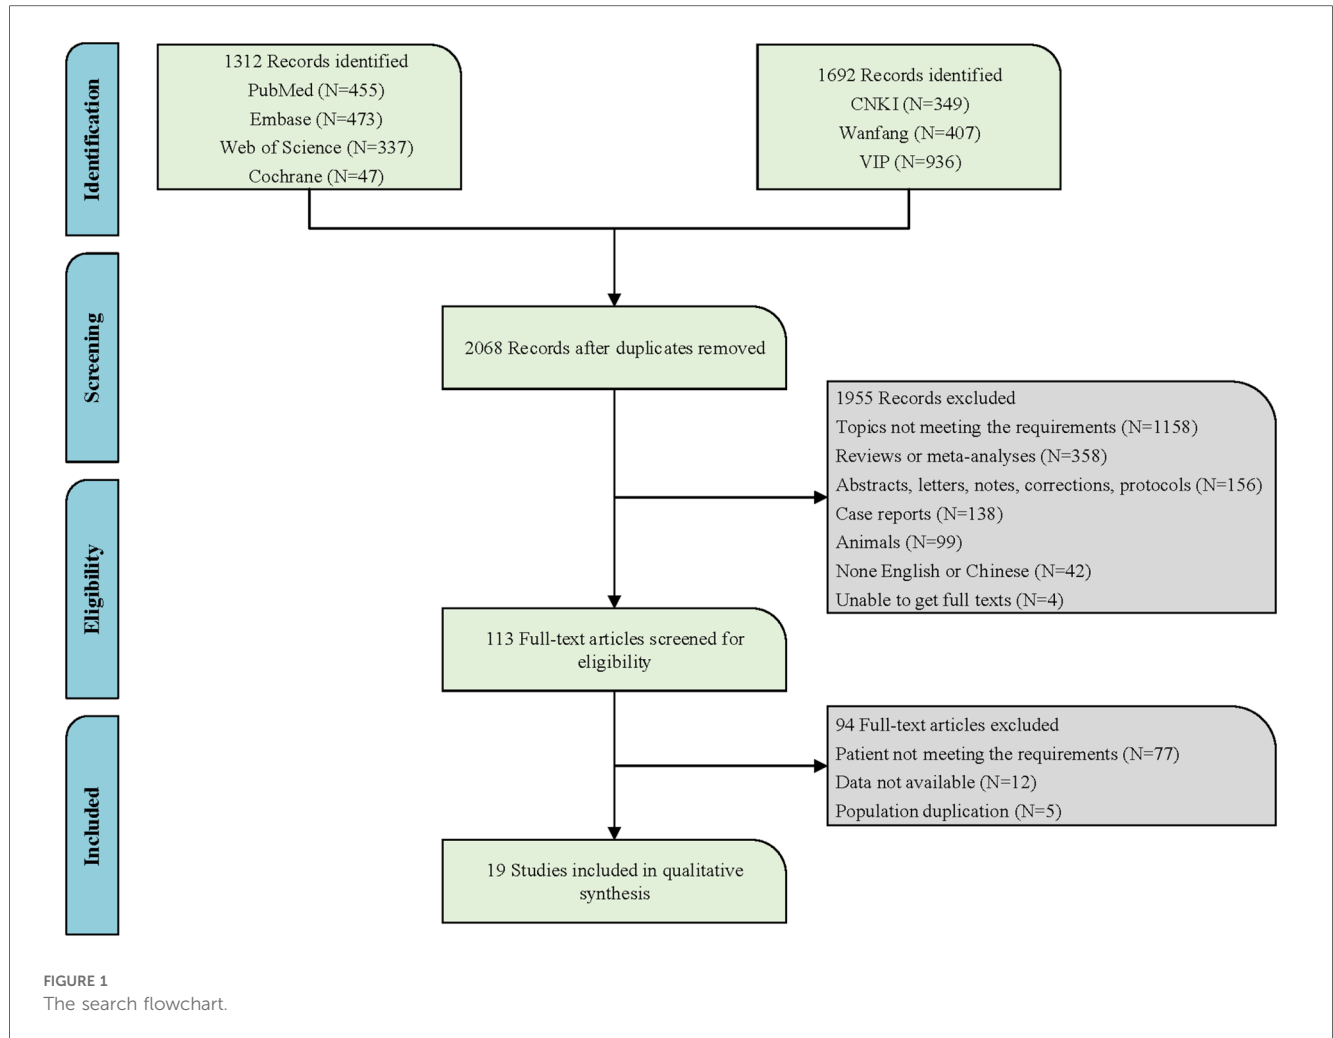 Identification
1312 Records identified
PubMed (N=455)
Embase (N=473)
Web of Science (N=337)
Cochrane (N=47)
1692 Records identified
CNKI (N=349)
Wanfang (N=407)
VIP (N=936)
Screening
2068 Records after duplicates removed
1955 Records excluded
Topics not meeting the requirements (N=1158)
Reviews or meta-analyses (N=358)
Abstracts, letters, notes, corrections, protocols (N=156)
Case reports (N=138)
Animals (N=99)
None English or Chinese (N=42)
Unable to get full texts (N=4)
Eligibility
113 Full-text articles screened for
eligibility
94 Full-text articles excluded
Patient not meeting the requirements (N=77)
Data not available (N=12)
Population duplication (N=5)
Included
19 Studies included in qualitative
synthesis
FIGURE 1
The search flowchart.